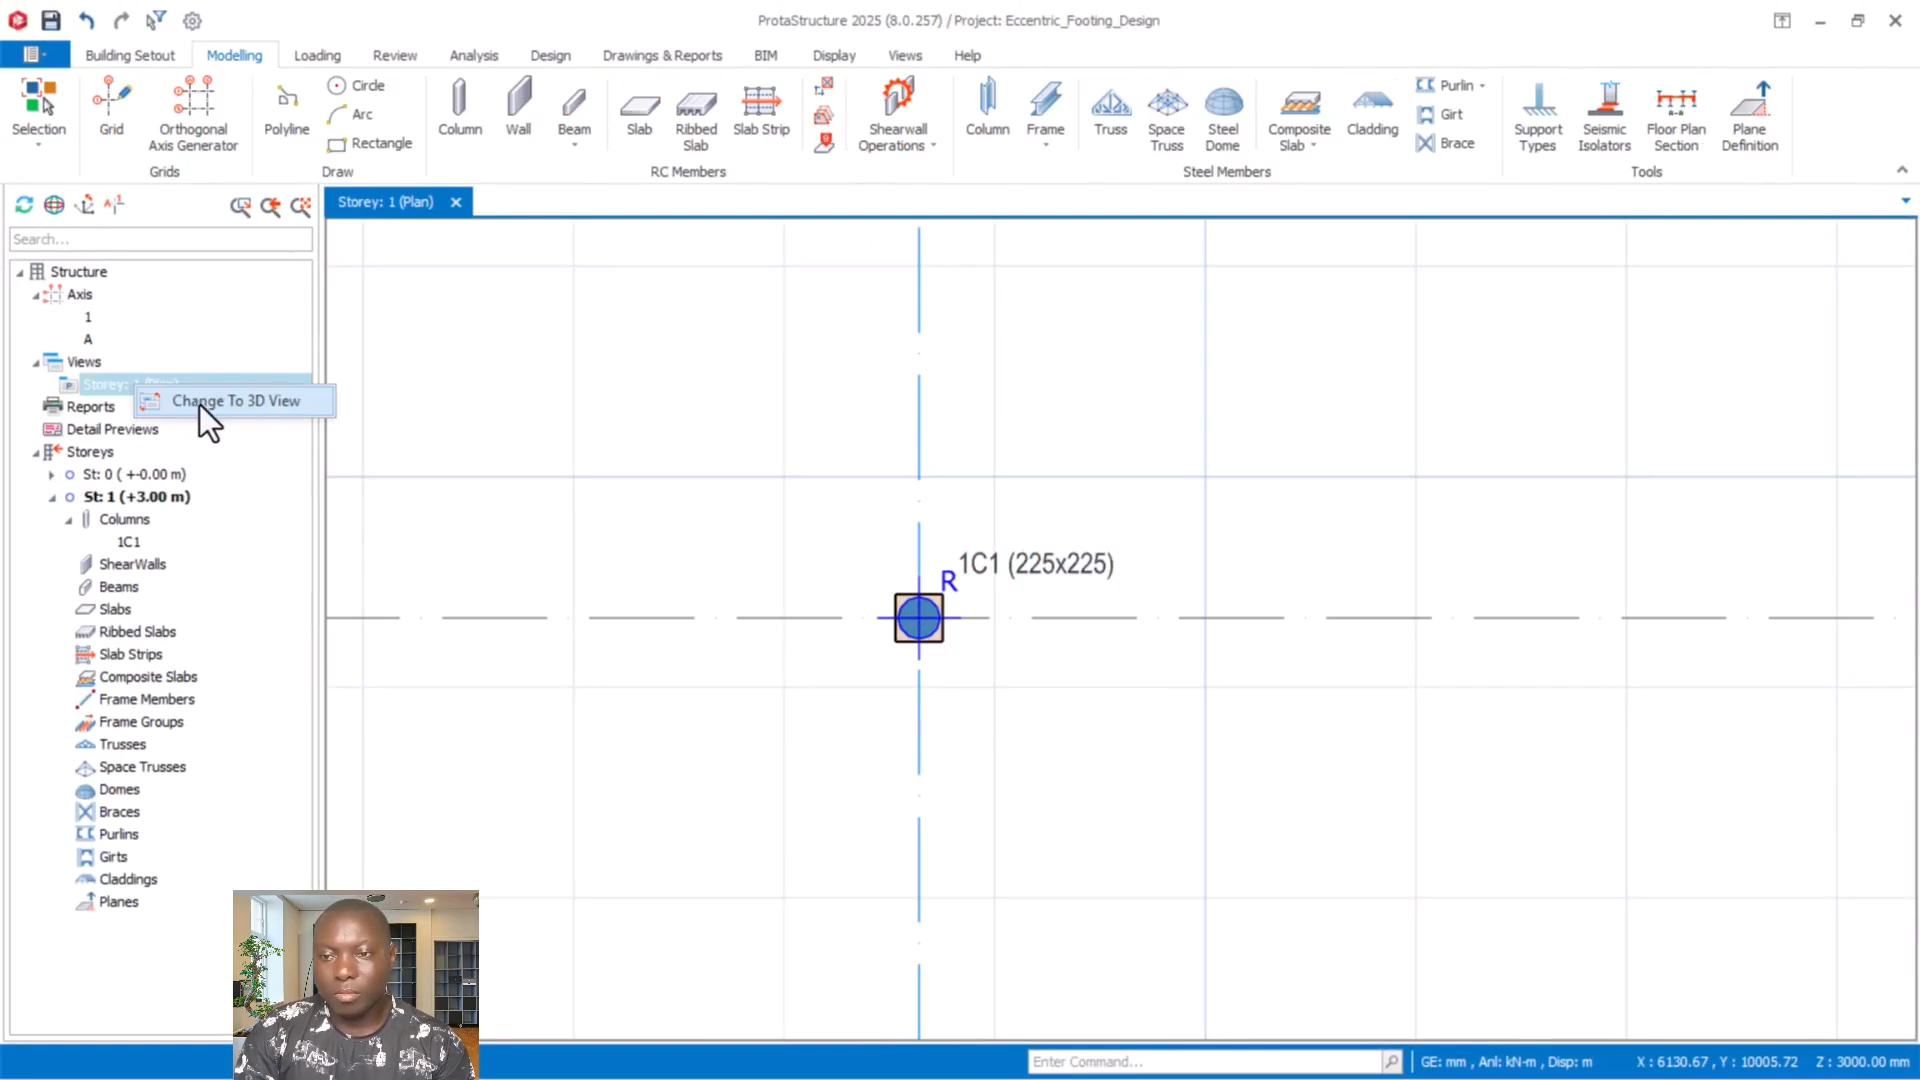 ProtaStructure 2025 (8.0.257) / Project: Eccentric_Footing_Design
Building Setout
Modelling
Loading
Review
Analysis
Design
Drawings & Reports
BIM
Display
Views
Help
Selection
Grid
Orthogonal
Axis Generator
Grids
Polyline
Circle
Arc
Rectangle
Draw
Column
Wall
Beam
Slab
Ribbed
Slab
Slab Strip
Shearwall
Operations
RC Members
Column
Frame
Truss
Space
Truss
Steel
Dome
Composite
Slab
Cladding
Purlin
Girt
Brace
Steel Members
Support
Types
Seismic
Isolators
Floor Plan
Section
Plane
Definition
Tools
Storey: 1 (Plan)
Search...
Structure
Axis
1
A
Views
Storey: 1 (Plan)
Change To 3D View
Reports
Detail Previews
Storeys
St: 0 ( +-0.00 m)
St: 1 (+3.00 m)
Columns
1C1
ShearWalls
Beams
Slabs
Ribbed Slabs
Slab Strips
Composite Slabs
Frame Members
Frame Groups
Trusses
Space Trusses
Domes
Braces
Purlins
Girts
Claddings
Planes
1C1 (225x225)
R
Enter Command...
GE: mm , Anl: kN-m , Disp: m
X : 6130.67 , Y : 10005.72
Z : 3000.00 mm